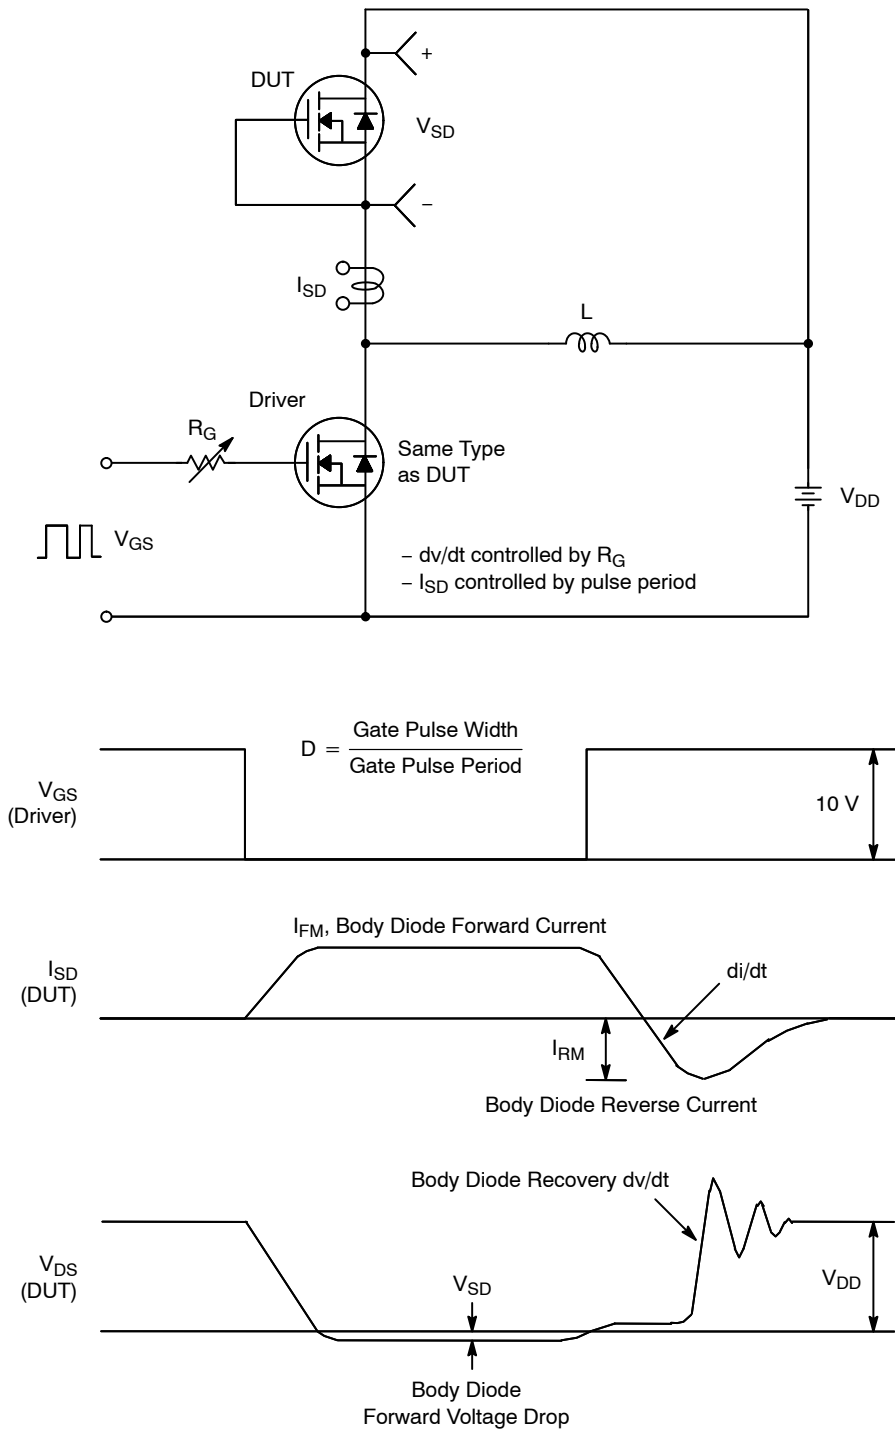 DUT
+
V_SD
−
I_SD
L
Driver
R_G
Same Type
as DUT
V_DD
V_GS
− dv/dt controlled by R_G
− I_SD controlled by pulse period
D = Gate Pulse Width / Gate Pulse Period
V_GS
(Driver)
10 V
I_FM, Body Diode Forward Current
I_SD
(DUT)
di/dt
I_RM
Body Diode Reverse Current
Body Diode Recovery dv/dt
V_DS
(DUT)
V_SD
V_DD
Body Diode
Forward Voltage Drop